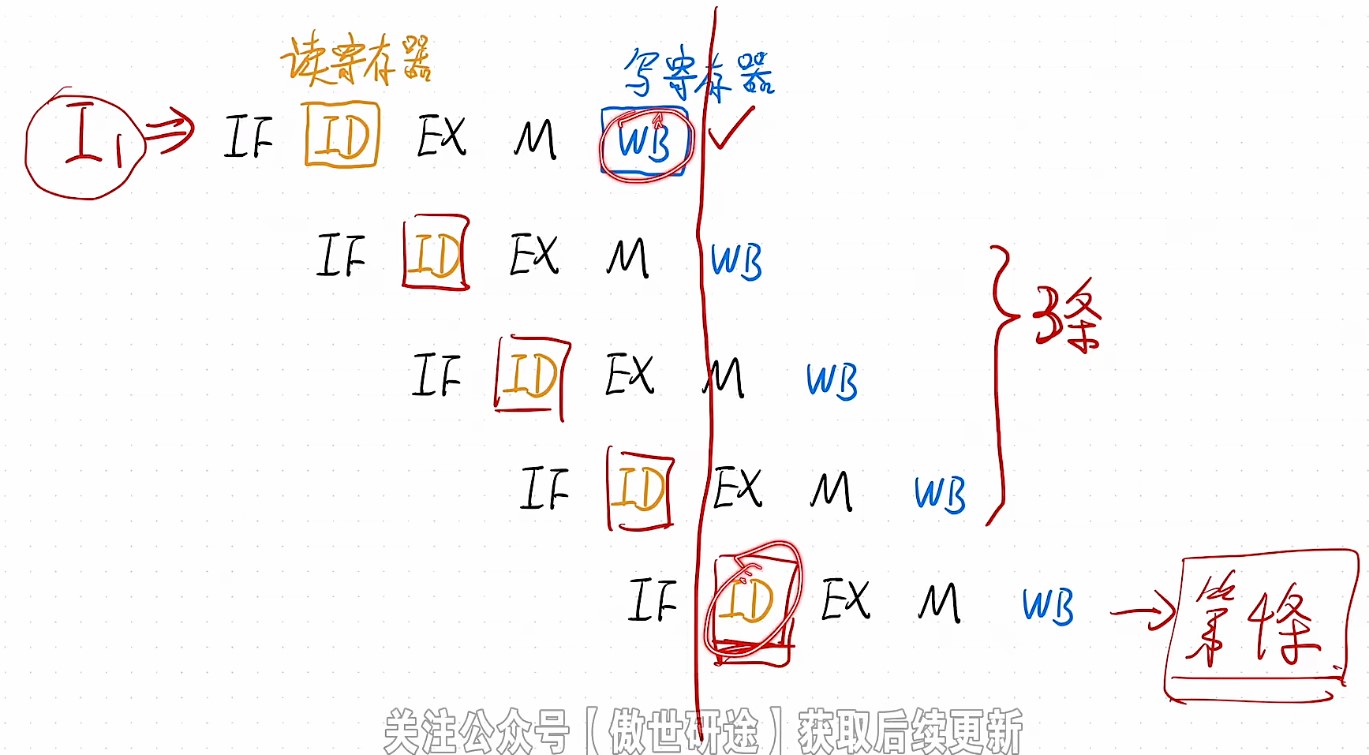 读寄存器 写寄存器
I₁ ⇒ IF ID EX M WB ✓
IF ID EX M WB
3条
IF ID EX M WB
IF ID EX M WB
IF ID EX M WB → 第4条
关注公众号【傲世研途】获取后续更新